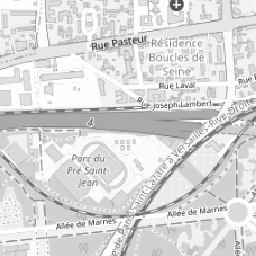 Rue Pasteur
Résidence
Boucles de
Seine
Rue Laval
Rue Joseph Lambert
4
Parc du
Pré Saint-
Jean
Allée de Marnes
Allée de Marnes